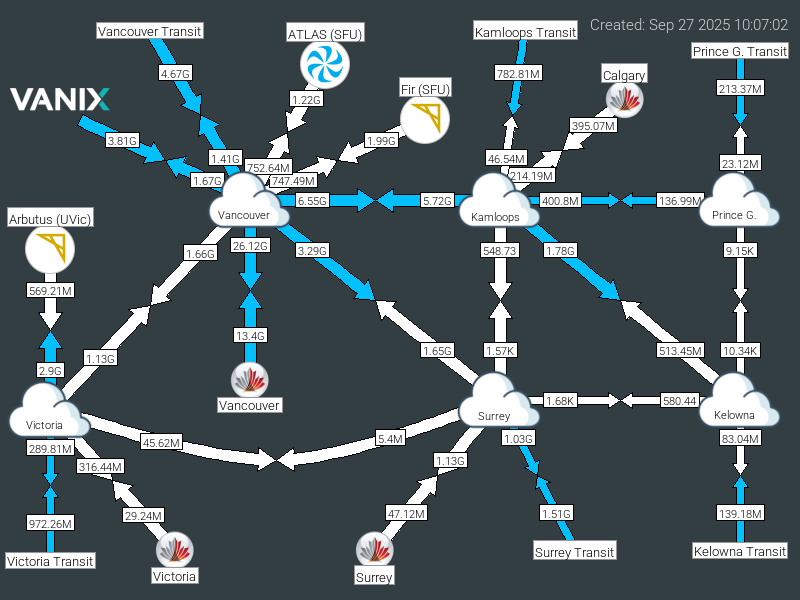 Created: Sep 27 2025 10:07:02
Vancouver Transit
ATLAS (SFU)
Kamloops Transit
Prince G. Transit
4.67G
782.81M
Calgary
213.37M
VANIX
1.22G
Fir (SFU)
3.81G
1.99G
395.07M
1.41G
752.64M
46.54M
23.12M
1.67G
747.49M
214.19M
Vancouver
6.55G
5.72G
Kamloops
400.8M
136.99M
Prince G.
Arbutus (UVic)
1.66G
26.12G
3.29G
548.73
1.78G
9.15K
569.21M
13.4G
1.13G
1.65G
1.57K
513.45M
10.34K
2.9G
Vancouver
Victoria
Surrey
1.68K
580.44
Kelowna
289.81M
45.62M
5.4M
1.03G
83.04M
316.44M
1.13G
972.26M
29.24M
47.12M
1.51G
139.18M
Victoria Transit
Victoria
Surrey
Surrey Transit
Kelowna Transit